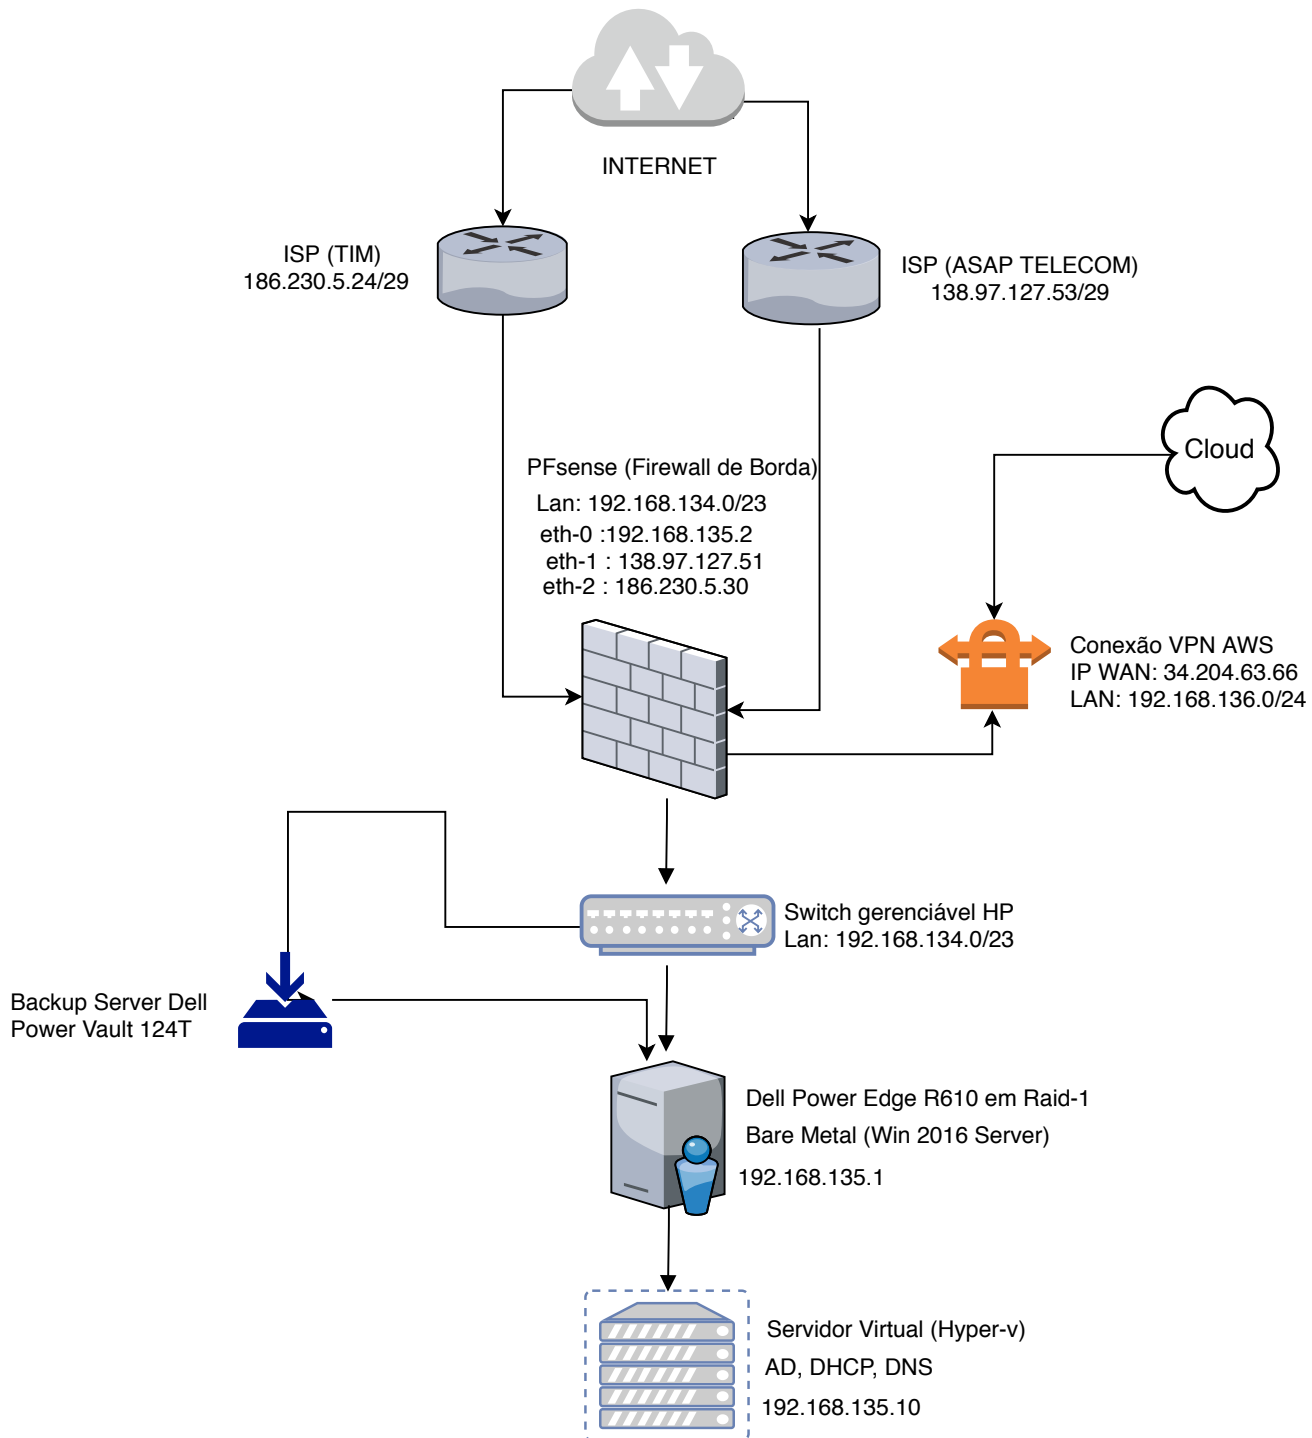 INTERNET
ISP (TIM)
186.230.5.24/29
ISP (ASAP TELECOM)
138.97.127.53/29
Cloud
PFsense (Firewall de Borda)
Lan: 192.168.134.0/23
eth-0 :192.168.135.2
eth-1 : 138.97.127.51
eth-2 : 186.230.5.30
Conexão VPN AWS
IP WAN: 34.204.63.66
LAN: 192.168.136.0/24
Switch gerenciável HP
Lan: 192.168.134.0/23
Backup Server Dell
Power Vault 124T
Dell Power Edge R610 em Raid-1
Bare Metal (Win 2016 Server)
192.168.135.1
Servidor Virtual (Hyper-v)
AD, DHCP, DNS
192.168.135.10